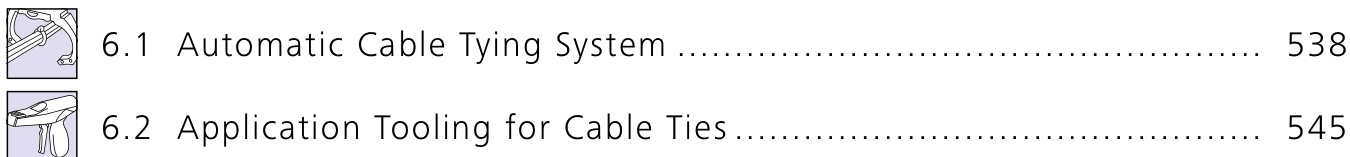 6.1 Automatic Cable Tying System .................................................. 538
6.2 Application Tooling for Cable Ties ............................................. 545